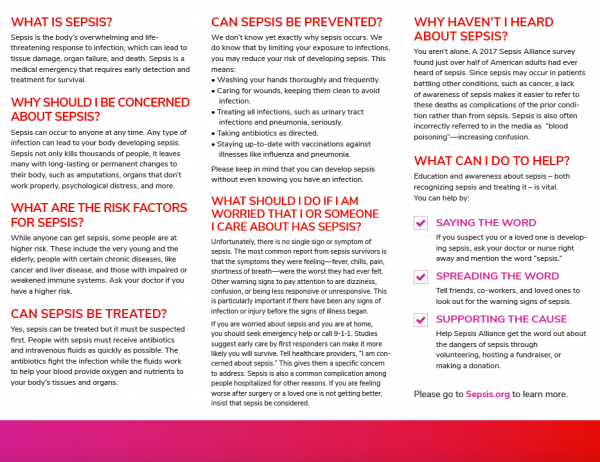 WHAT IS SEPSIS?
Sepsis is the body's overwhelming and life-
threatening response to infection, which can lead to
tissue damage, organ failure, and death. Sepsis is a
medical emergency that requires early detection and
treatment for survival.
WHY SHOULD I BE CONCERNED
ABOUT SEPSIS?
Sepsis can occur to anyone at any time. Any type of
infection can lead to your body developing sepsis.
Sepsis not only kills thousands of people, it leaves
many with long-lasting or permanent changes to
their body, such as amputations, organs that don't
work properly, psychological distress, and more.
WHAT ARE THE RISK FACTORS
FOR SEPSIS?
While anyone can get sepsis, some people are at
higher risk. These include the very young and the
elderly, people with certain chronic diseases, like
cancer and liver disease, and those with impaired or
weakened immune systems. Ask your doctor if you
have a higher risk.
CAN SEPSIS BE TREATED?
Yes, sepsis can be treated but it must be suspected
first. People with sepsis must receive antibiotics
and intravenous fluids as quickly as possible. The
antibiotics fight the infection while the fluids work
to help your blood provide oxygen and nutrients to
your body's tissues and organs.
CAN SEPSIS BE PREVENTED?
We don't know yet exactly why sepsis occurs. We
do know that by limiting your exposure to infections,
you may reduce your risk of developing sepsis. This
means:
• Washing your hands thoroughly and frequently.
• Caring for wounds, keeping them clean to avoid
infection.
• Treating all infections, such as urinary tract
infections and pneumonia, seriously.
• Taking antibiotics as directed.
• Staying up-to-date with vaccinations against
illnesses like influenza and pneumonia.
Please keep in mind that you can develop sepsis
without even knowing you have an infection.
WHAT SHOULD I DO IF I AM
WORRIED THAT I OR SOMEONE
I CARE ABOUT HAS SEPSIS?
Unfortunately, there is no single sign or symptom of
sepsis. The most common report from sepsis survivors is
that the symptoms they were feeling—fever, chills, pain,
shortness of breath—were the worst they had ever felt.
Other warning signs to pay attention to are dizziness,
confusion, or being less responsive or unresponsive. This
is particularly important if there have been any signs of
infection or injury before the signs of illness began.
If you are worried about sepsis and you are at home,
you should seek emergency help or call 9-1-1. Studies
suggest early care by first responders can make it more
likely you will survive. Tell healthcare providers, "I am con-
cerned about sepsis." This gives them a specific concern
to address. Sepsis is also a common complication among
people hospitalized for other reasons. If you are feeling
worse after surgery or a loved one is not getting better,
insist that sepsis be considered.
WHY HAVEN'T I HEARD
ABOUT SEPSIS?
You aren't alone. A 2017 Sepsis Alliance survey
found just over half of American adults had ever
heard of sepsis. Since sepsis may occur in patients
battling other conditions, such as cancer, a lack
of awareness of sepsis makes it easier to refer to
these deaths as complications of the prior condi-
tion rather than from sepsis. Sepsis is also often
incorrectly referred to in the media as "blood
poisoning"—increasing confusion.
WHAT CAN I DO TO HELP?
Education and awareness about sepsis – both
recognizing sepsis and treating it – is vital.
You can help by:
SAYING THE WORD
If you suspect you or a loved one is develop-
ing sepsis, ask your doctor or nurse right
away and mention the word "sepsis."
SPREADING THE WORD
Tell friends, co-workers, and loved ones to
look out for the warning signs of sepsis.
SUPPORTING THE CAUSE
Help Sepsis Alliance get the word out about
the dangers of sepsis through
volunteering, hosting a fundraiser, or
making a donation.
Please go to Sepsis.org to learn more.